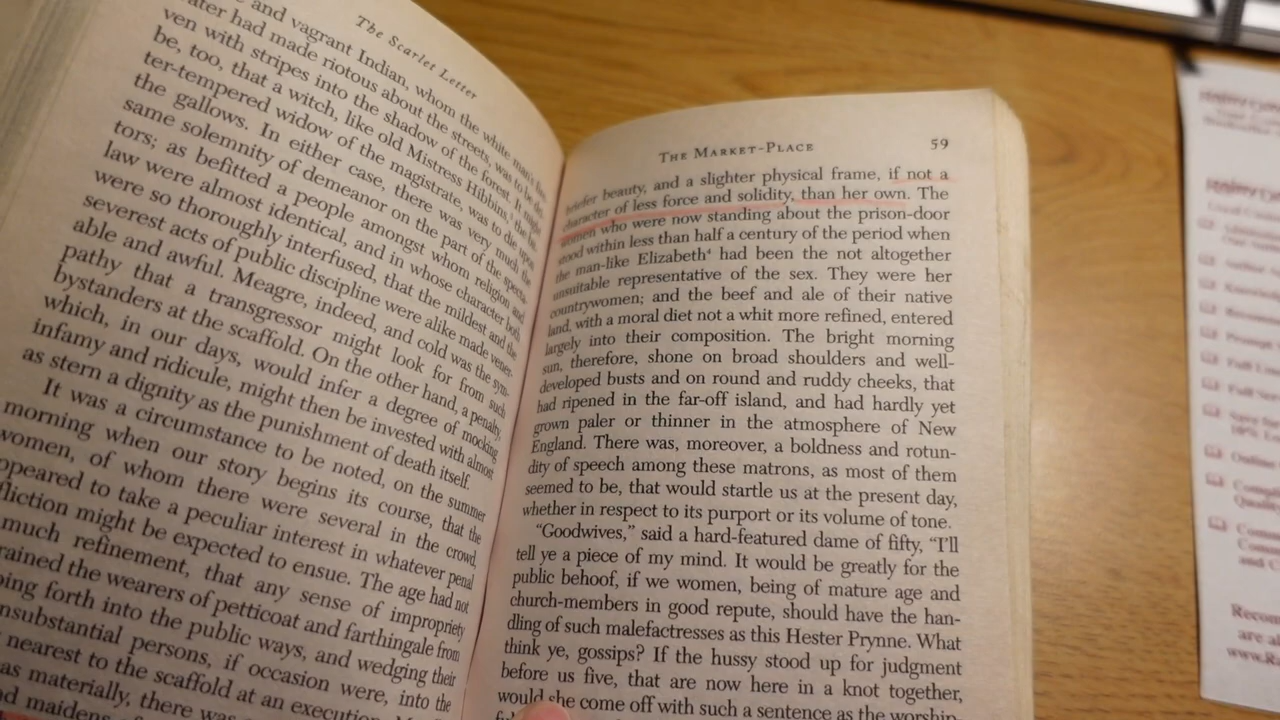 The Scarlet Letter
and vagrant Indian, whom the white man's fire-
ater had made riotous about the streets, was to be dri-
ven with stripes into the shadow of the forest. It might
be, too, that a witch, like old Mistress Hibbins, the bit-
ter-tempered widow of the magistrate, was to die upon
the gallows. In either case, there was very much the
same solemnity of demeanor on the part of the specta-
tors; as befitted a people amongst whom religion and
law were almost identical, and in whose character both
were so thoroughly interfused, that the mildest and the
severest acts of public discipline were alike made vener-
able and awful. Meagre, indeed, and cold was the sym-
pathy that a transgressor might look for from such
bystanders at the scaffold. On the other hand, a penalty,
which, in our days, would infer a degree of mocking
infamy and ridicule, might then be invested with almost
as stern a dignity as the punishment of death itself.
It was a circumstance to be noted, on the summer
morning when our story begins its course, that the
women, of whom there were several in the crowd,
ppeared to take a peculiar interest in whatever penal
fliction might be expected to ensue. The age had not
much refinement, that any sense of impropriety
rained the wearers of petticoat and farthingale from
ping forth into the public ways, and wedging their
nsubstantial persons, if occasion were, into the
nearest to the scaffold at an execution.
as materially, there was
d maidens
The Market-Place 59
briefer beauty, and a slighter physical frame, if not a
character of less force and solidity, than her own. The
women who were now standing about the prison-door
stood within less than half a century of the period when
the man-like Elizabeth⁴ had been the not altogether
unsuitable representative of the sex. They were her
countrywomen; and the beef and ale of their native
land, with a moral diet not a whit more refined, entered
largely into their composition. The bright morning
sun, therefore, shone on broad shoulders and well-
developed busts and on round and ruddy cheeks, that
had ripened in the far-off island, and had hardly yet
grown paler or thinner in the atmosphere of New
England. There was, moreover, a boldness and rotun-
dity of speech among these matrons, as most of them
seemed to be, that would startle us at the present day,
whether in respect to its purport or its volume of tone.
"Goodwives," said a hard-featured dame of fifty, "I'll
tell ye a piece of my mind. It would be greatly for the
public behoof, if we women, being of mature age and
church-members in good repute, should have the han-
dling of such malefactresses as this Hester Prynne. What
think ye, gossips? If the hussy stood up for judgment
before us five, that are now here in a knot together,
would she come off with such a sentence as the worship-
Recom
are a
www.R